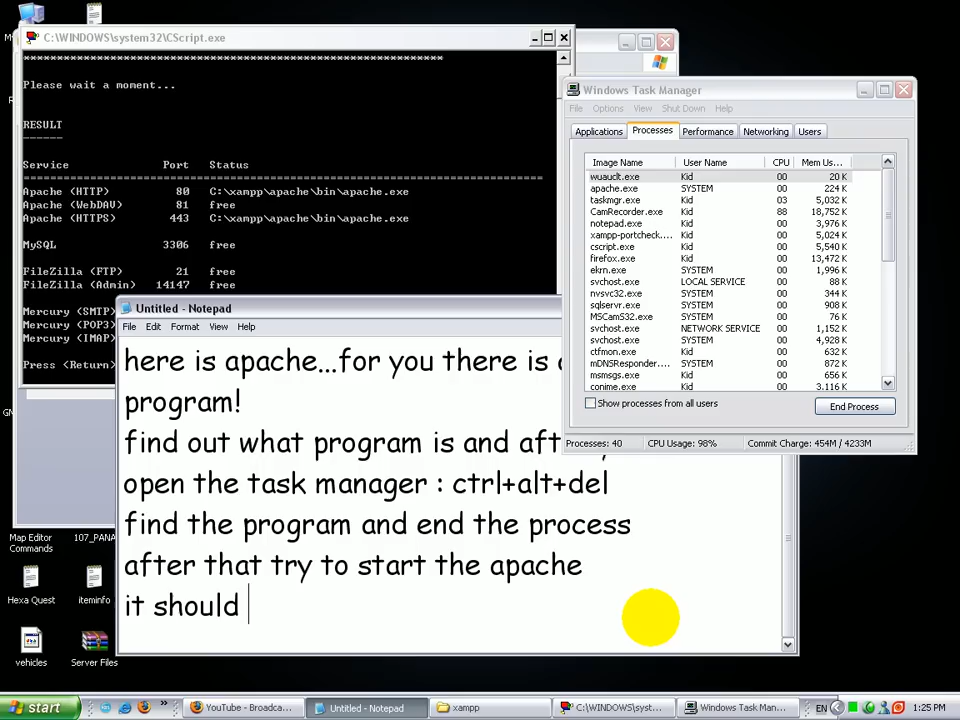 C:\WINDOWS\system32\CScript.exe
***************************************************************
Please wait a moment...
RESULT
------
Service Port Status
==============================================================================
Apache (HTTP) 80 C:\xampp\apache\bin\apache.exe
Apache (WebDAV) 81 free
Apache (HTTPS) 443 C:\xampp\apache\bin\apache.exe
MySQL 3306 free
FileZilla (FTP) 21 free
FileZilla (Admin) 14147 free
Mercury (SMTP)
Mercury (POP3)
Mercury (IMAP)
Press <Return>
Windows Task Manager
File Options View Shut Down Help
Applications Processes Performance Networking Users
Image Name User Name CPU Mem Us...
wuauclt.exe Kid 00 20 K
apache.exe SYSTEM 00 224 K
taskmgr.exe Kid 03 5,032 K
CamRecorder.exe Kid 88 18,752 K
notepad.exe Kid 00 3,976 K
xampp-portcheck.... Kid 00 5,024 K
cscript.exe Kid 00 5,540 K
firefox.exe Kid 00 13,472 K
ekrn.exe SYSTEM 00 1,996 K
svchost.exe LOCAL SERVICE 00 88 K
nvsvc32.exe SYSTEM 00 344 K
sqlservr.exe SYSTEM 00 908 K
MSCamS32.exe SYSTEM 00 76 K
svchost.exe NETWORK SERVICE 00 1,152 K
svchost.exe SYSTEM 00 4,928 K
ctfmon.exe Kid 00 632 K
mDNSResponder.... SYSTEM 00 872 K
msmsgs.exe Kid 00 656 K
conime.exe Kid 00 3,116 K
Show processes from all users
End Process
Processes: 40 CPU Usage: 98% Commit Charge: 454M / 4233M
Untitled - Notepad
File Edit Format View Help
here is apache...for you there is
program!
find out what program is and
open the task manager : ctrl+alt+del
find the program and end the process
after that try to start the apache
it should
Map Editor
Commands
107_PANA
Hexa Quest
iteminfo
vehicles
Server Files
start
YouTube - Broadca...
Untitled - Notepad
xampp
C:\WINDOWS\syst...
Windows Task Man...
EN
1:25 PM